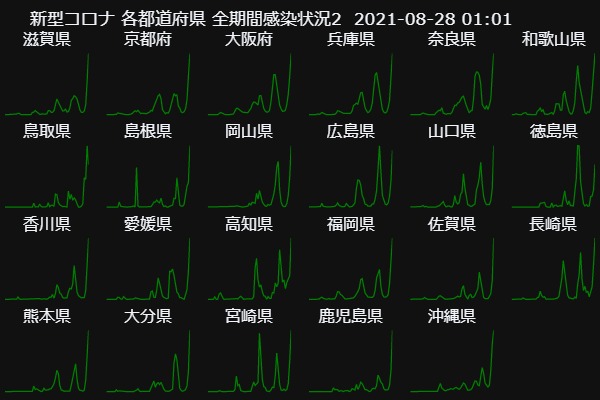 新型コロナ 各都道府県 全期間感染状況2 2021-08-28 01:01
滋賀県 京都府 大阪府 兵庫県 奈良県 和歌山県
鳥取県 島根県 岡山県 広島県 山口県 徳島県
香川県 愛媛県 高知県 福岡県 佐賀県 長崎県
熊本県 大分県 宮崎県 鹿児島県 沖縄県